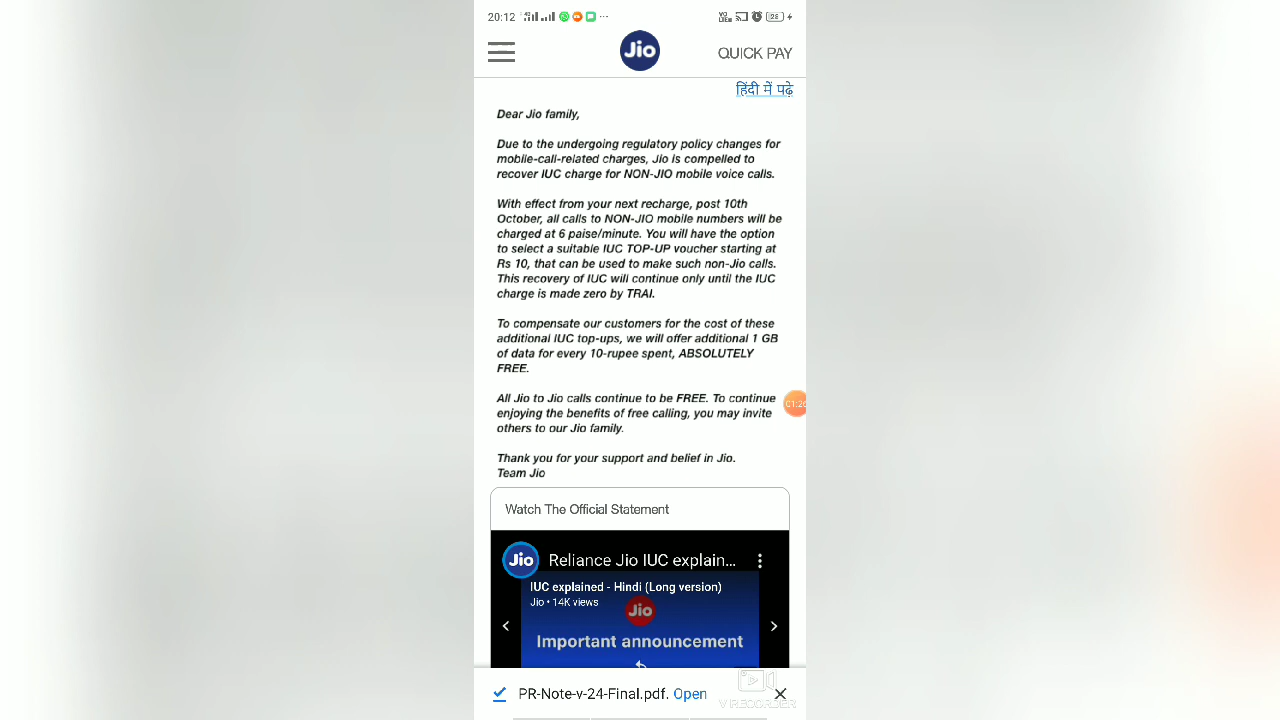 20:12
4G
VO
LTE
28
Jio
QUICK PAY
हिंदी में पढ़े
Dear Jio family,
Due to the undergoing regulatory policy changes for
mobile-call-related charges, Jio is compelled to
recover IUC charge for NON-JIO mobile voice calls.
With effect from your next recharge, post 10th
October, all calls to NON-JIO mobile numbers will be
charged at 6 paise/minute. You will have the option
to select a suitable IUC TOP-UP voucher starting at
Rs 10, that can be used to make such non-Jio calls.
This recovery of IUC will continue only until the IUC
charge is made zero by TRAI.
To compensate our customers for the cost of these
additional IUC top-ups, we will offer additional 1 GB
of data for every 10-rupee spent, ABSOLUTELY
FREE.
All Jio to Jio calls continue to be FREE. To continue
enjoying the benefits of free calling, you may invite
others to our Jio family.
Thank you for your support and belief in Jio.
Team Jio
Watch The Official Statement
Jio
Reliance Jio IUC explain...
IUC explained - Hindi (Long version)
Jio • 14K views
Jio
Important announcement
PR-Note-v-24-Final.pdf. Open
V RECORDER